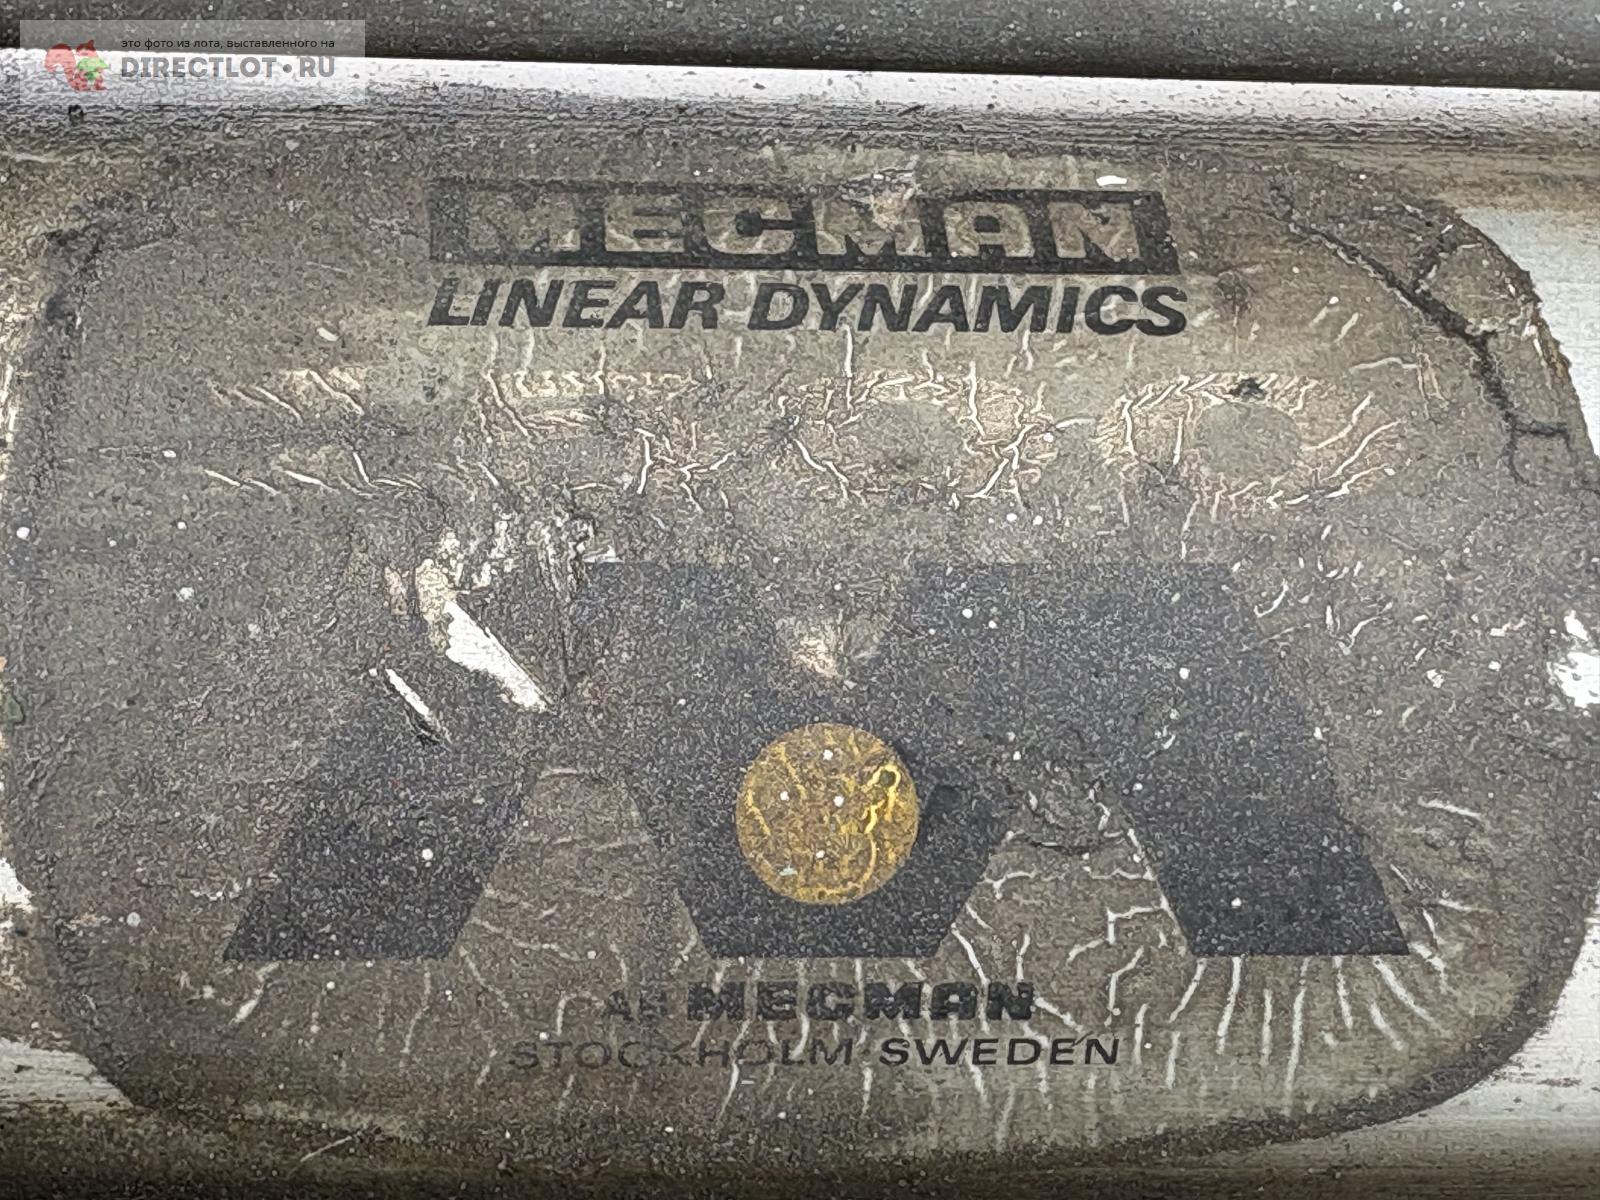 это фото из лота, выставленного на
DIRECTLOT•RU
MECMAN
LINEAR DYNAMICS
AB MECMAN
STOCKHOLM SWEDEN